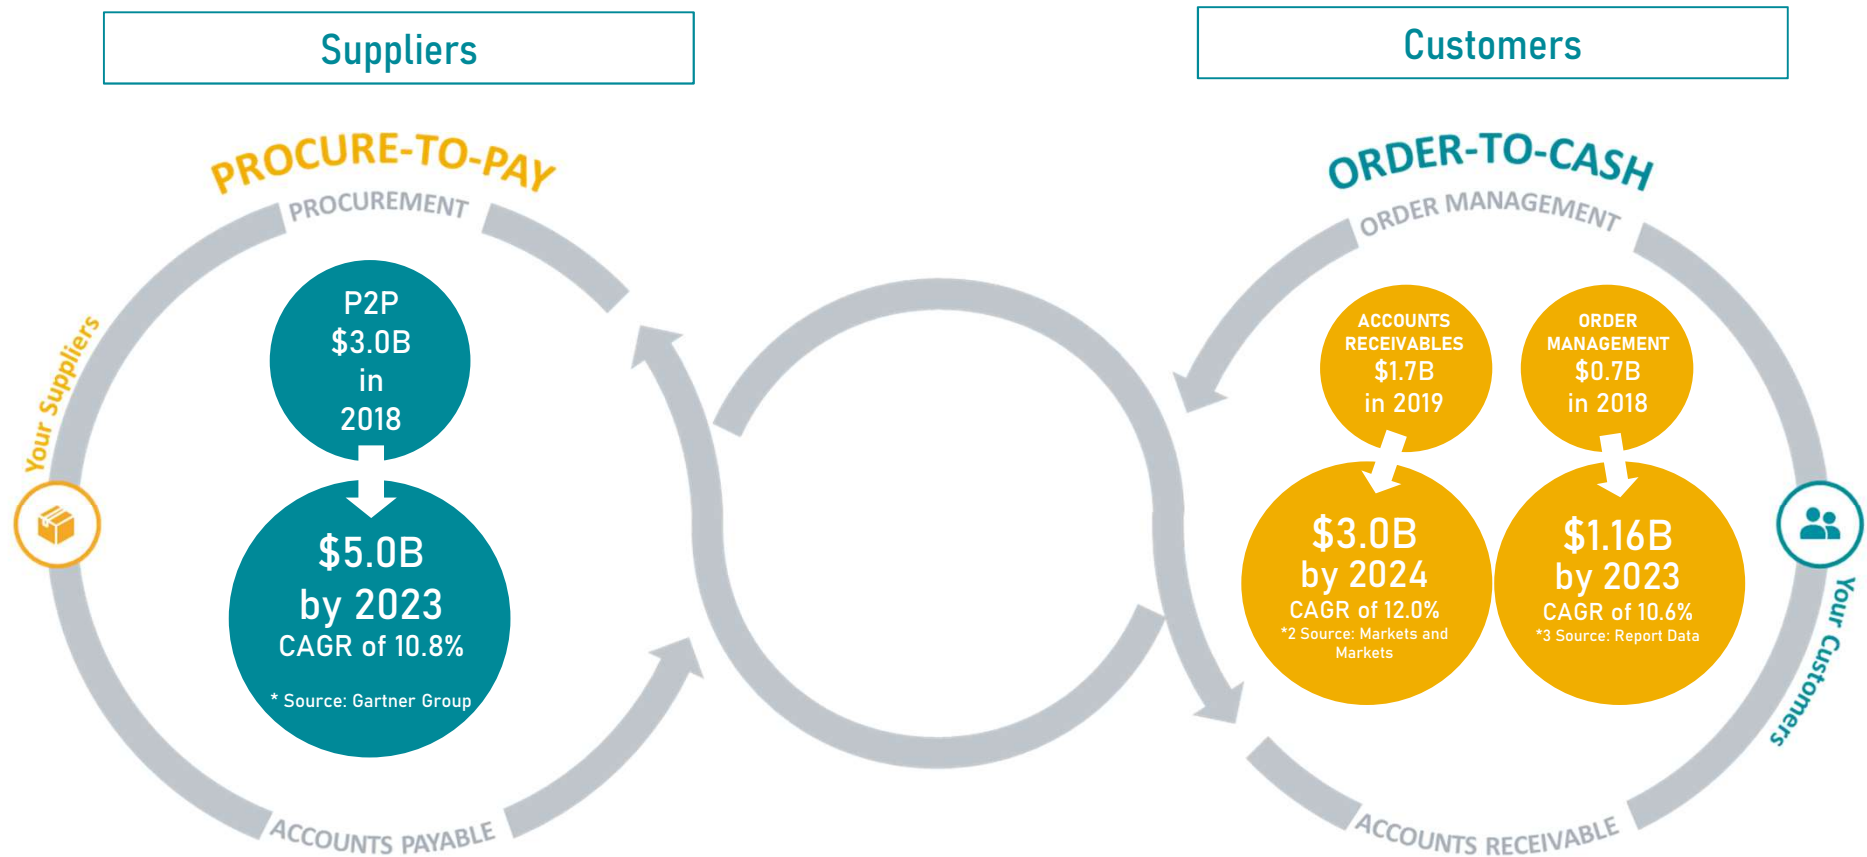 Suppliers
Customers
PROCURE-TO-PAY
PROCUREMENT
Your Suppliers
P2P
$3.0B
in
2018
$5.0B
by 2023
CAGR of 10.8%
* Source: Gartner Group
ACCOUNTS PAYABLE
ORDER-TO-CASH
ORDER MANAGEMENT
ACCOUNTS
RECEIVABLES
$1.7B
in 2019
$3.0B
by 2024
CAGR of 12.0%
*2 Source: Markets and
Markets
ORDER
MANAGEMENT
$0.7B
in 2018
$1.16B
by 2023
CAGR of 10.6%
*3 Source: Report Data
Your Customers
ACCOUNTS RECEIVABLE